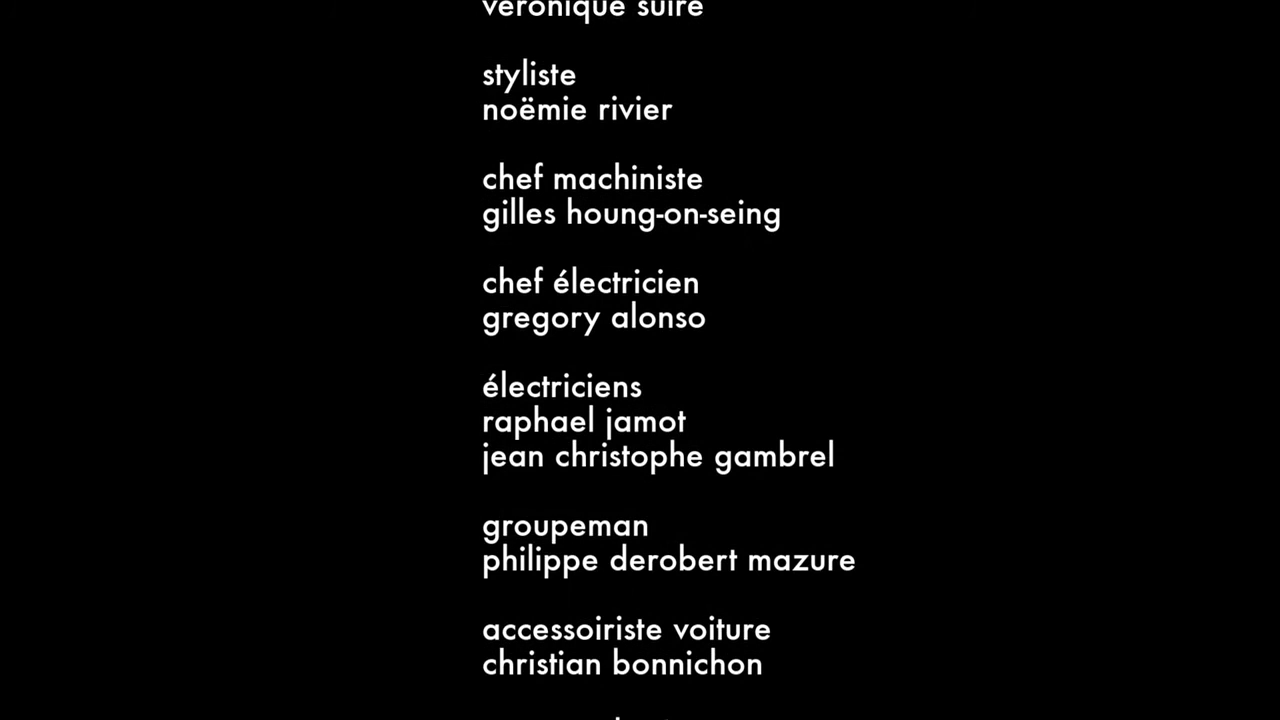 véronique suire
styliste
noëmie rivier
chef machiniste
gilles houng-on-seing
chef électricien
gregory alonso
électriciens
raphael jamot
jean christophe gambrel
groupeman
philippe derobert mazure
accessoiriste voiture
christian bonnichon